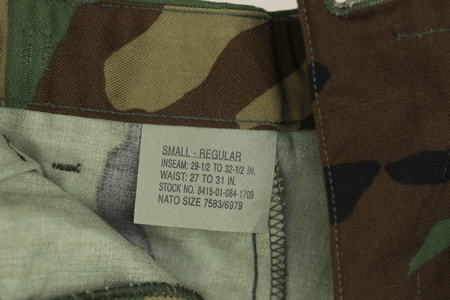 SMALL - REGULAR
INSEAM: 29-1/2 TO 32-1/2 IN.
WAIST: 27 TO 31 IN.
STOCK NO. 8415-01-084-1709
NATO SIZE 7583/6979